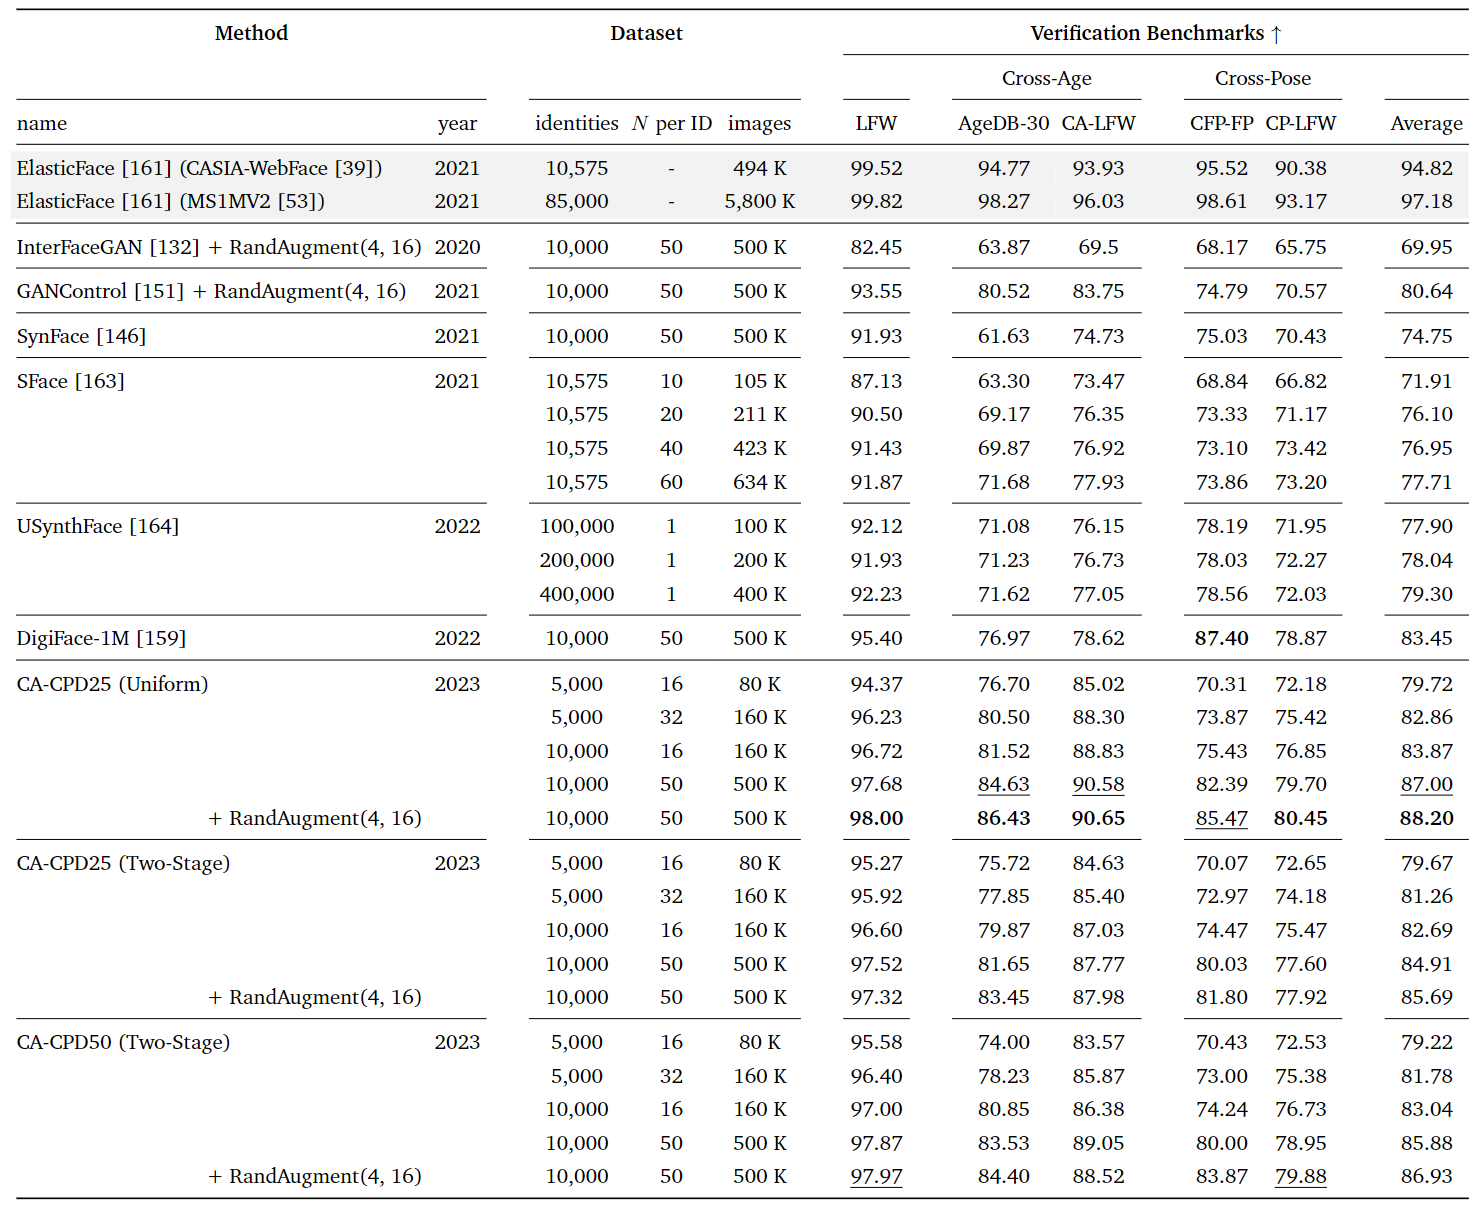 Method Dataset Verification Benchmarks ↑
Cross-Age Cross-Pose
name year identities N per ID images LFW AgeDB-30 CA-LFW CFP-FP CP-LFW Average
ElasticFace [161] (CASIA-WebFace [39]) 2021 10,575 - 494 K 99.52 94.77 93.93 95.52 90.38 94.82
ElasticFace [161] (MS1MV2 [53]) 2021 85,000 - 5,800 K 99.82 98.27 96.03 98.61 93.17 97.18
InterFaceGAN [132] + RandAugment(4, 16) 2020 10,000 50 500 K 82.45 63.87 69.5 68.17 65.75 69.95
GANControl [151] + RandAugment(4, 16) 2021 10,000 50 500 K 93.55 80.52 83.75 74.79 70.57 80.64
SynFace [146] 2021 10,000 50 500 K 91.93 61.63 74.73 75.03 70.43 74.75
SFace [163] 2021 10,575 10 105 K 87.13 63.30 73.47 68.84 66.82 71.91
10,575 20 211 K 90.50 69.17 76.35 73.33 71.17 76.10
10,575 40 423 K 91.43 69.87 76.92 73.10 73.42 76.95
10,575 60 634 K 91.87 71.68 77.93 73.86 73.20 77.71
USynthFace [164] 2022 100,000 1 100 K 92.12 71.08 76.15 78.19 71.95 77.90
200,000 1 200 K 91.93 71.23 76.73 78.03 72.27 78.04
400,000 1 400 K 92.23 71.62 77.05 78.56 72.03 79.30
DigiFace-1M [159] 2022 10,000 50 500 K 95.40 76.97 78.62 87.40 78.87 83.45
CA-CPD25 (Uniform) 2023 5,000 16 80 K 94.37 76.70 85.02 70.31 72.18 79.72
5,000 32 160 K 96.23 80.50 88.30 73.87 75.42 82.86
10,000 16 160 K 96.72 81.52 88.83 75.43 76.85 83.87
10,000 50 500 K 97.68 84.63 90.58 82.39 79.70 87.00
+ RandAugment(4, 16) 10,000 50 500 K 98.00 86.43 90.65 85.47 80.45 88.20
CA-CPD25 (Two-Stage) 2023 5,000 16 80 K 95.27 75.72 84.63 70.07 72.65 79.67
5,000 32 160 K 95.92 77.85 85.40 72.97 74.18 81.26
10,000 16 160 K 96.60 79.87 87.03 74.47 75.47 82.69
10,000 50 500 K 97.52 81.65 87.77 80.03 77.60 84.91
+ RandAugment(4, 16) 10,000 50 500 K 97.32 83.45 87.98 81.80 77.92 85.69
CA-CPD50 (Two-Stage) 2023 5,000 16 80 K 95.58 74.00 83.57 70.43 72.53 79.22
5,000 32 160 K 96.40 78.23 85.87 73.00 75.38 81.78
10,000 16 160 K 97.00 80.85 86.38 74.24 76.73 83.04
10,000 50 500 K 97.87 83.53 89.05 80.00 78.95 85.88
+ RandAugment(4, 16) 10,000 50 500 K 97.97 84.40 88.52 83.87 79.88 86.93